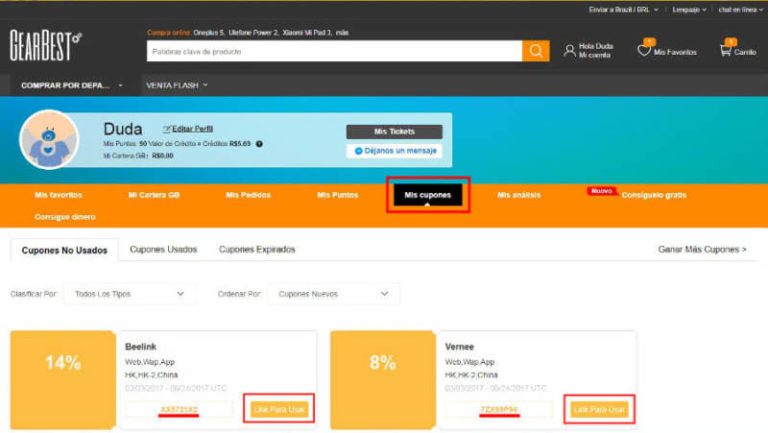 Enviar a Brazil / BRL Lenguaje chat en línea
GEARBEST
Compra online: Oneplus 5, Ulefone Power 2, Xiaomi Mi Pad 3, más
Palabras clave de producto
Hola Duda
Mi cuenta
1
Mis Favoritos
1
Carrito
COMPRAR POR DEPA... VENTA FLASH
Duda Editar Perfil
Mis Puntos: 50 Valor de Crédito = Créditos R$5.69
Mi Cartera GB: R$0.00
Mis Tickets
Déjanos un mensaje
Mis favoritos Mi Cartera GB Mis Pedidos Mis Puntos Mis cupones Mis análisis Nuevo Consíguelo gratis
Consigue dinero
Cupones No Usados Cupones Usados Cupones Expirados Ganar Más Cupones >
Clasificar Por: Todos Los Tipos Ordenar Por: Cupones Nuevos
14%
Beelink
Web,Wap,App
HK,HK-2,China
03/03/2017 - 09/24/2017 UTC
Link Para Usar
8%
Vernee
Web,Wap,App
HK,HK-2,China
03/03/2017 - 09/24/2017 UTC
Link Para Usar